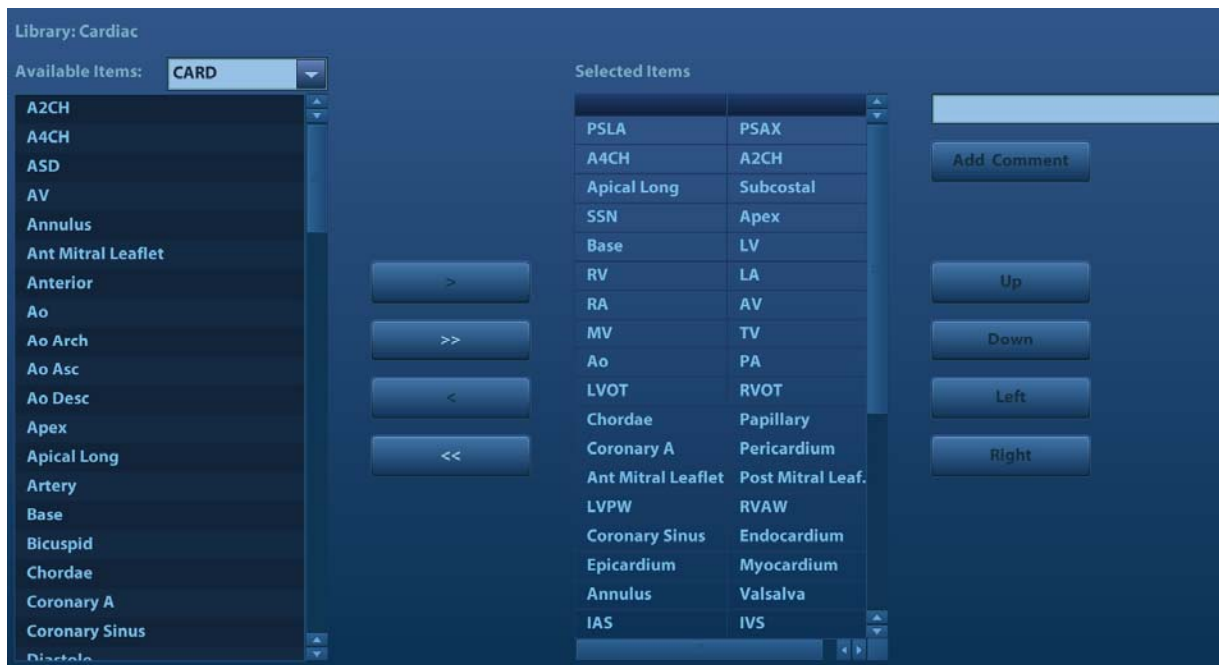 Library: Cardiac
Available Items: CARD
A2CH
A4CH
ASD
AV
Annulus
Ant Mitral Leaflet
Anterior
Ao
Ao Arch
Ao Asc
Ao Desc
Apex
Apical Long
Artery
Base
Bicuspid
Chordae
Coronary A
Coronary Sinus
Diastole
>
>>
<
<<
Selected Items
PSLA PSAX
A4CH A2CH
Apical Long Subcostal
SSN Apex
Base LV
RV LA
RA AV
MV TV
Ao PA
LVOT RVOT
Chordae Papillary
Coronary A Pericardium
Ant Mitral Leaflet Post Mitral Leaf.
LVPW RVAW
Coronary Sinus Endocardium
Epicardium Myocardium
Annulus Valsalva
IAS IVS
Add Comment
Up
Down
Left
Right